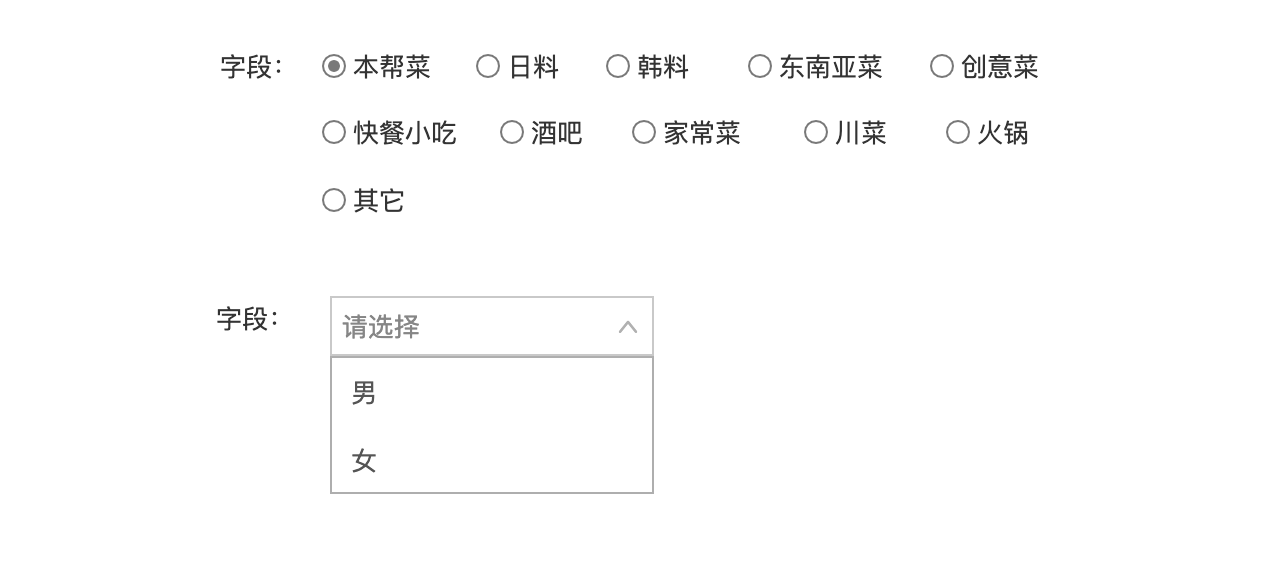 字段： 本帮菜 日料 韩料 东南亚菜 创意菜
快餐小吃 酒吧 家常菜 川菜 火锅
其它
字段： 请选择
男
女